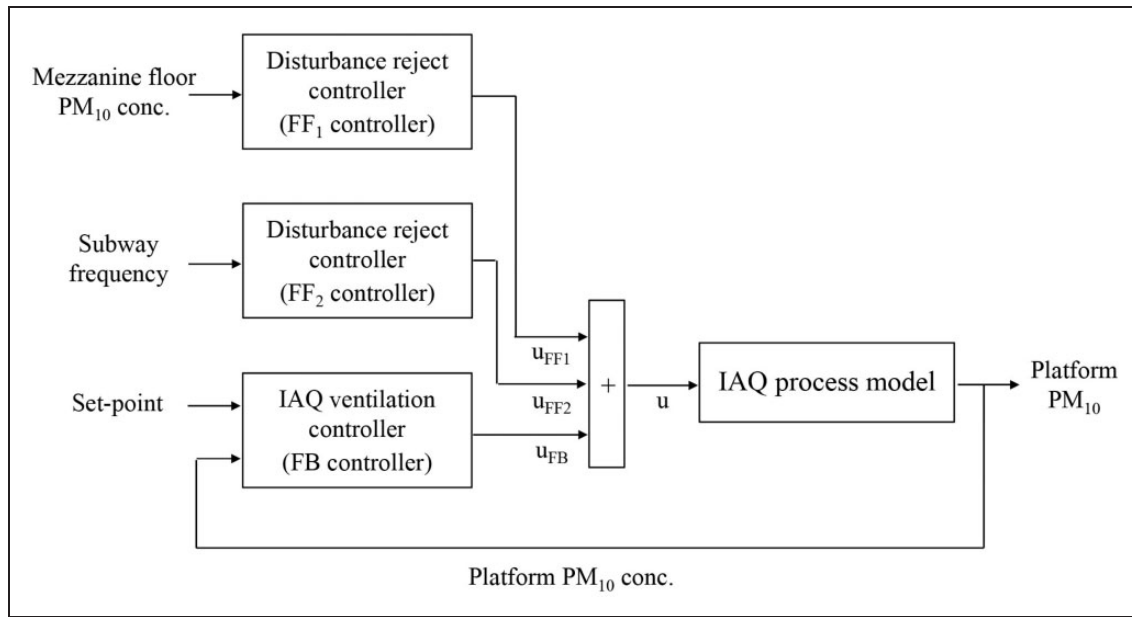 Mezzanine floor
PM10 conc.
Disturbance reject
controller
(FF1 controller)
Subway
frequency
Disturbance reject
controller
(FF2 controller)
Set-point
IAQ ventilation
controller
(FB controller)
uFF1
uFF2
uFB
+
u
IAQ process model
Platform
PM10
Platform PM10 conc.